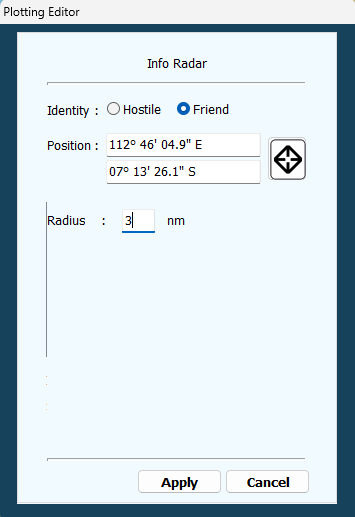 Plotting Editor
Info Radar
Identity : Hostile Friend
Position : 112° 46' 04.9" E
07° 13' 26.1" S
Radius : 3 nm
Apply Cancel